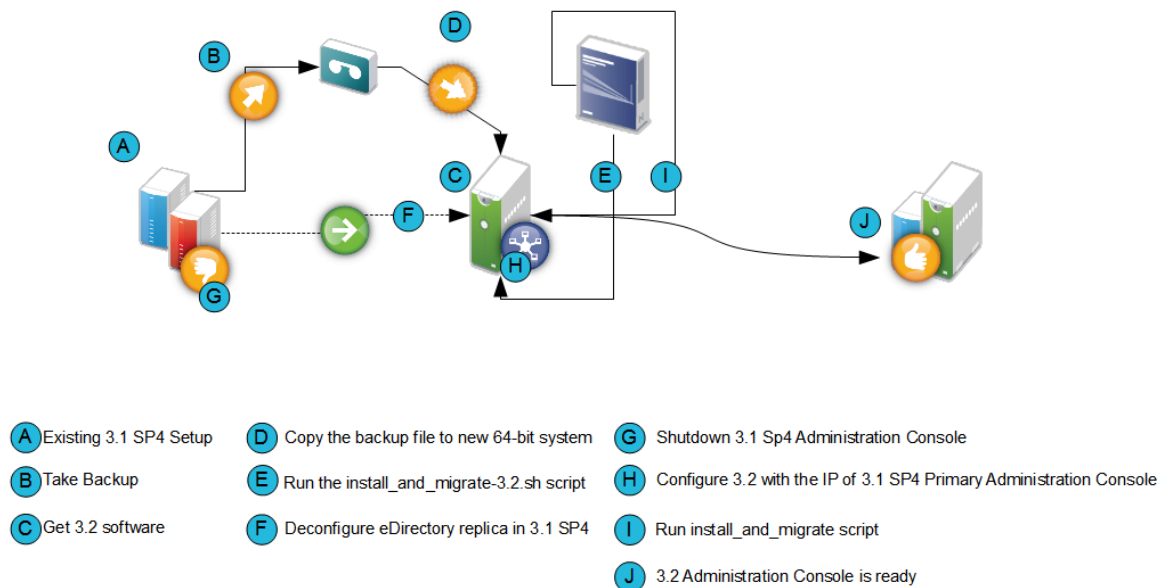 B
D
A
C
E
I
F
J
H
G
A Existing 3.1 SP4 Setup
B Take Backup
C Get 3.2 software
D Copy the backup file to new 64-bit system
E Run the install_and_migrate-3.2.sh script
F Deconfigure eDirectory replica in 3.1 SP4
G Shutdown 3.1 Sp4 Administration Console
H Configure 3.2 with the IP of 3.1 SP4 Primary Administration Console
I Run install_and_migrate script
J 3.2 Administration Console is ready